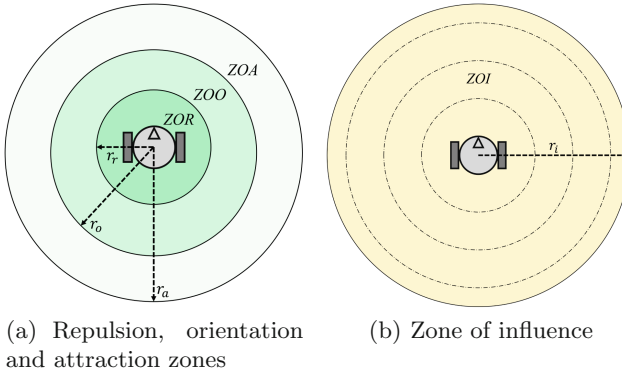 ZOA
ZOO
ZOR
r_r
r_o
r_a
ZOI
r_i
(a) Repulsion, orientation
and attraction zones
(b) Zone of influence